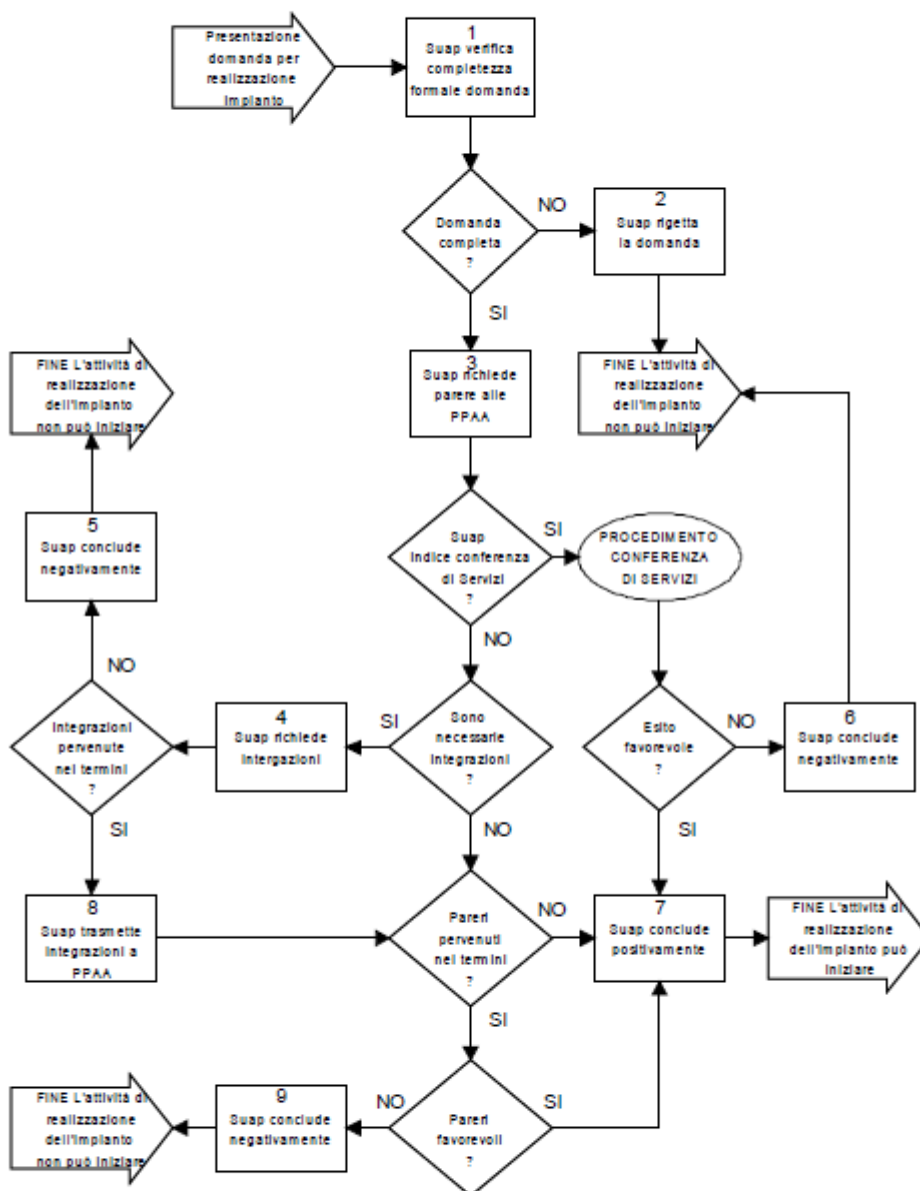 Presentazione
domanda per
realizzazione
impianto
1
Suap verifica
completezza
formale domanda
Domanda
completa
?
NO
2
Suap rigetta
la domanda
SI
FINE L'attività di
realizzazione
dell'impianto
non può iniziare
3
Suap richiede
parere alle
PPAA
FINE L'attività di
realizzazione
dell'impianto
non può iniziare
5
Suap conclude
negativamente
Suap
indice conferenza
di Servizi
?
SI
PROCEDIMENTO
CONFERENZA
DI SERVIZI
NO
NO
Integrazioni
pervenute
nei termini
?
4
Suap richiede
intergazioni
SI
Sono
necessarie
integrazioni
?
Esito
favorevole
?
NO
6
Suap conclude
negativamente
SI
NO
SI
8
Suap trasmette
integrazioni a
PPAA
Pareri
pervenuti
nei termini
?
NO
7
Suap conclude
positivamente
FINE L'attività di
realizzazione
dell'impianto può
iniziare
SI
FINE L'attività di
realizzazione
dell'impianto
non può iniziare
9
Suap conclude
negativamente
NO
Pareri
favorevoli
?
SI